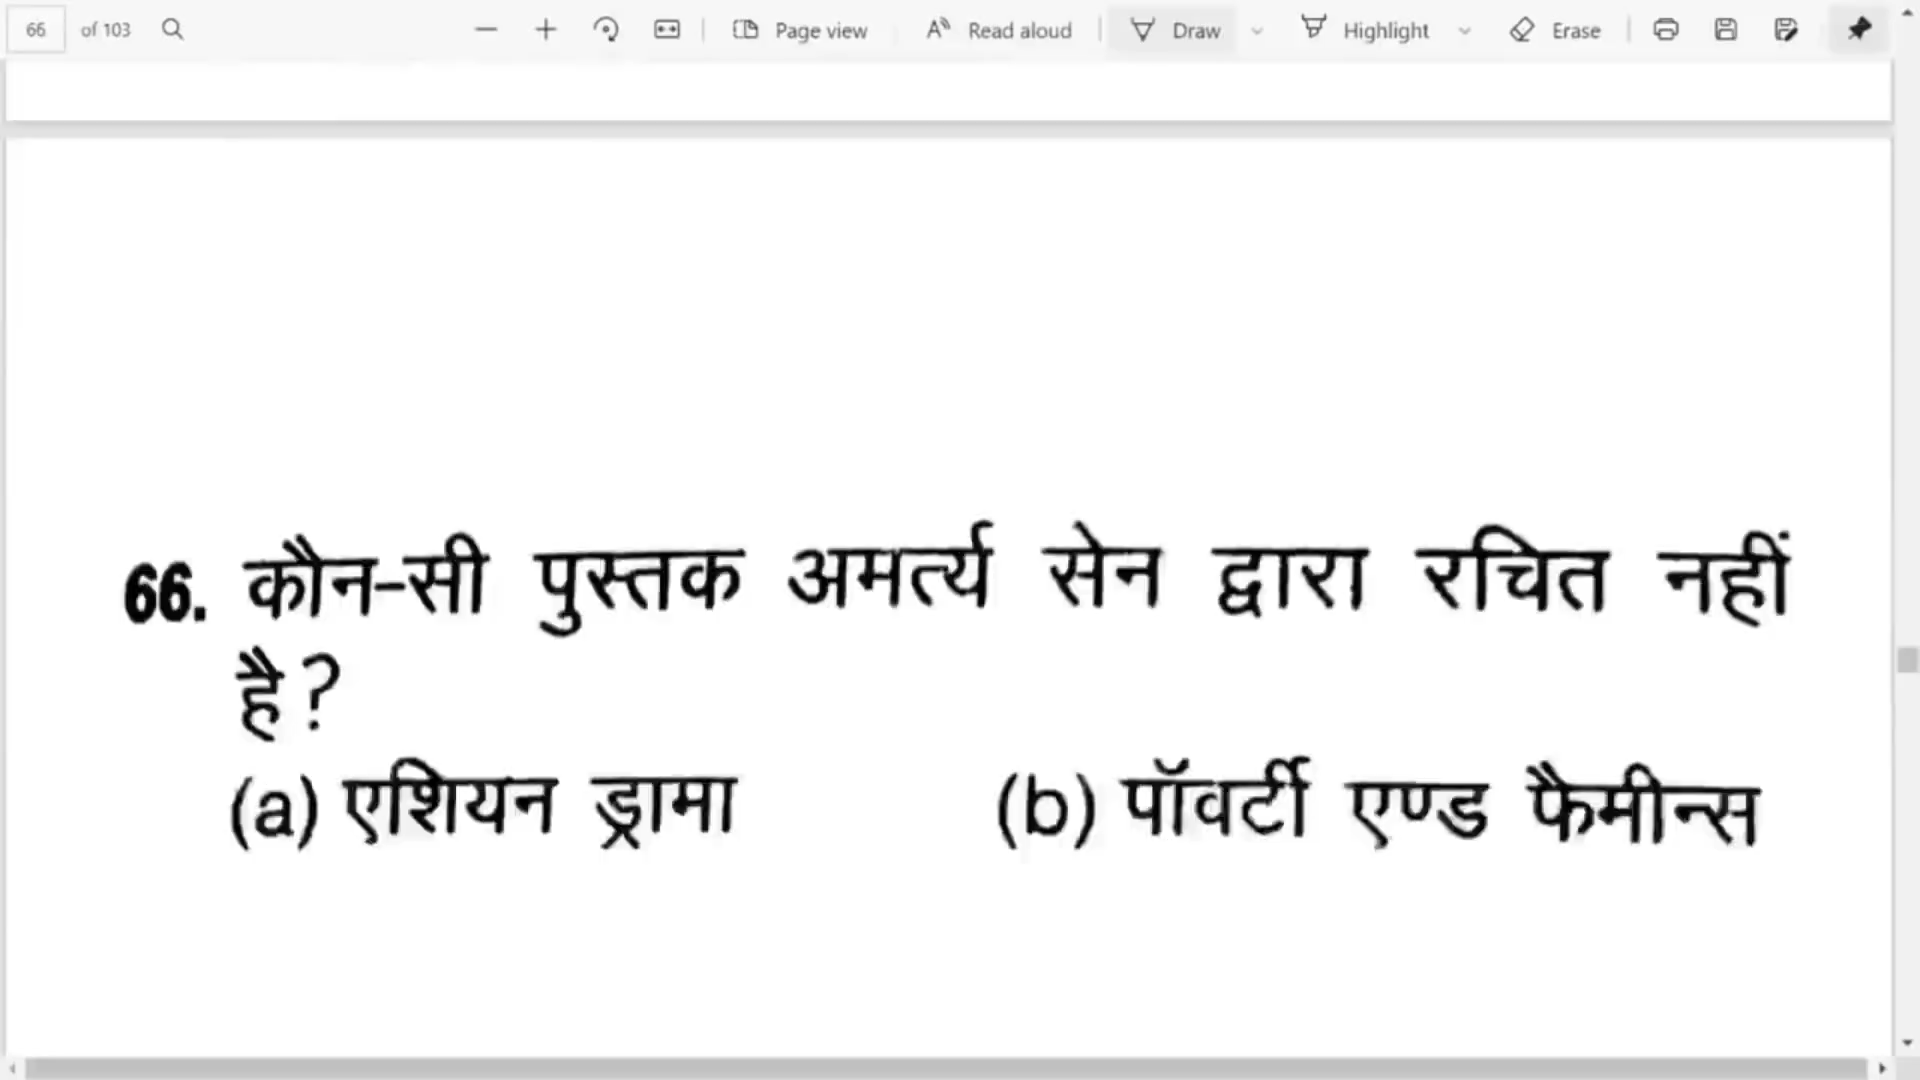 66 of 103 Page view Read aloud Draw Highlight Erase
66. कौन-सी पुस्तक अमर्त्य सेन द्वारा रचित नहीं
है?
(a) एशियन ड्रामा (b) पॉवर्टी एण्ड फैमीन्स